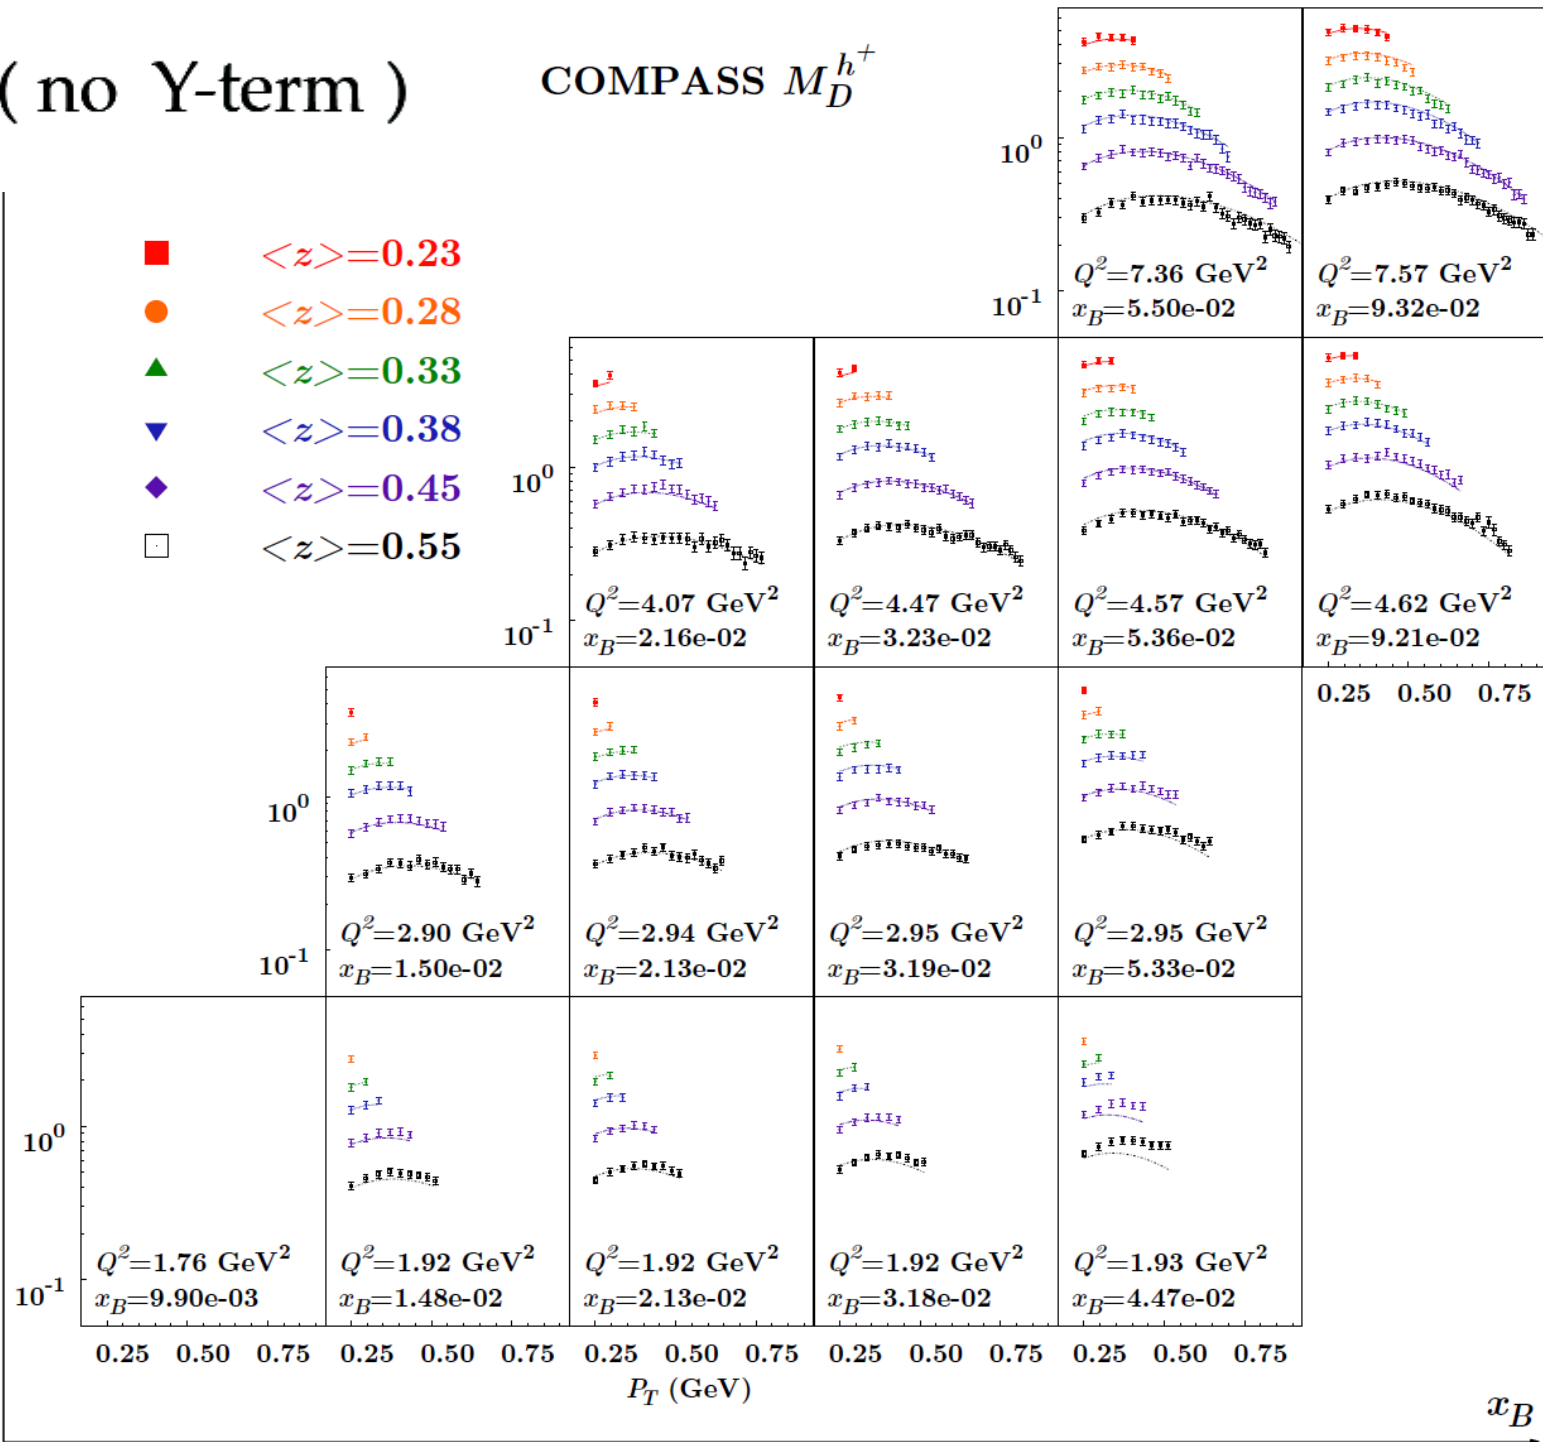 ( no Y-term )
COMPASS M_D^{h^+}
<z>=0.23
<z>=0.28
<z>=0.33
<z>=0.38
<z>=0.45
<z>=0.55
10^0
10^{-1}
Q^2=7.36 GeV^2
x_B=5.50e-02
Q^2=7.57 GeV^2
x_B=9.32e-02
10^0
10^{-1}
Q^2=4.07 GeV^2
x_B=2.16e-02
Q^2=4.47 GeV^2
x_B=3.23e-02
Q^2=4.57 GeV^2
x_B=5.36e-02
Q^2=4.62 GeV^2
x_B=9.21e-02
0.25 0.50 0.75
10^0
10^{-1}
Q^2=2.90 GeV^2
x_B=1.50e-02
Q^2=2.94 GeV^2
x_B=2.13e-02
Q^2=2.95 GeV^2
x_B=3.19e-02
Q^2=2.95 GeV^2
x_B=5.33e-02
10^0
10^{-1}
Q^2=1.76 GeV^2
x_B=9.90e-03
Q^2=1.92 GeV^2
x_B=1.48e-02
Q^2=1.92 GeV^2
x_B=2.13e-02
Q^2=1.92 GeV^2
x_B=3.18e-02
Q^2=1.93 GeV^2
x_B=4.47e-02
0.25 0.50 0.75 0.25 0.50 0.75 0.25 0.50 0.75 0.25 0.50 0.75 0.25 0.50 0.75
P_T (GeV)
x_B